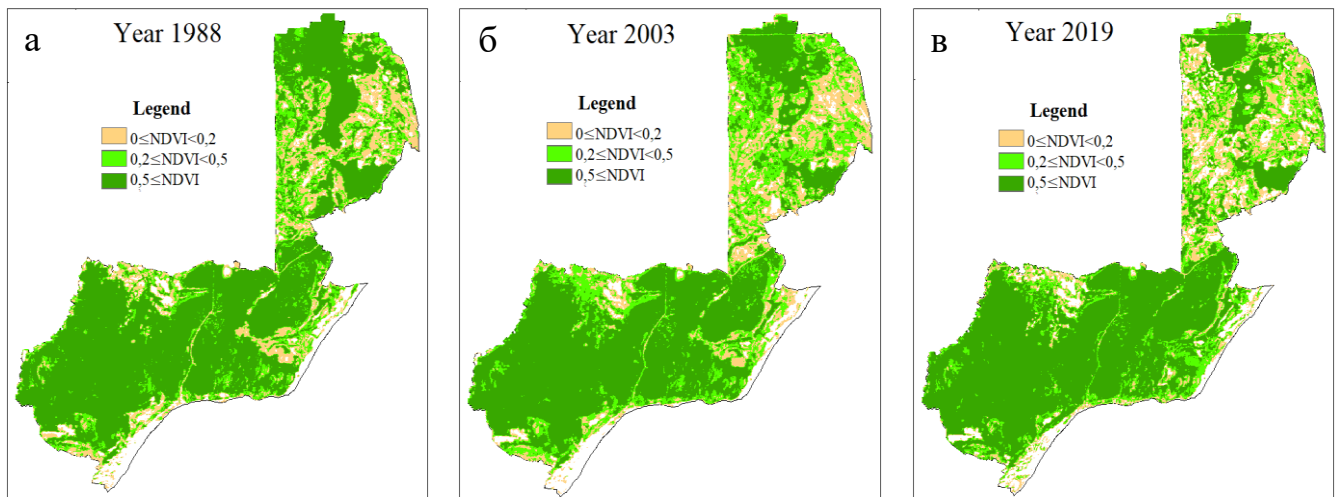 а
Year 1988
Legend
0≤NDVI<0,2
0,2≤NDVI<0,5
0,5≤NDVI
б
Year 2003
Legend
0≤NDVI<0,2
0,2≤NDVI<0,5
0,5≤NDVI
в
Year 2019
Legend
0≤NDVI<0,2
0,2≤NDVI<0,5
0,5≤NDVI